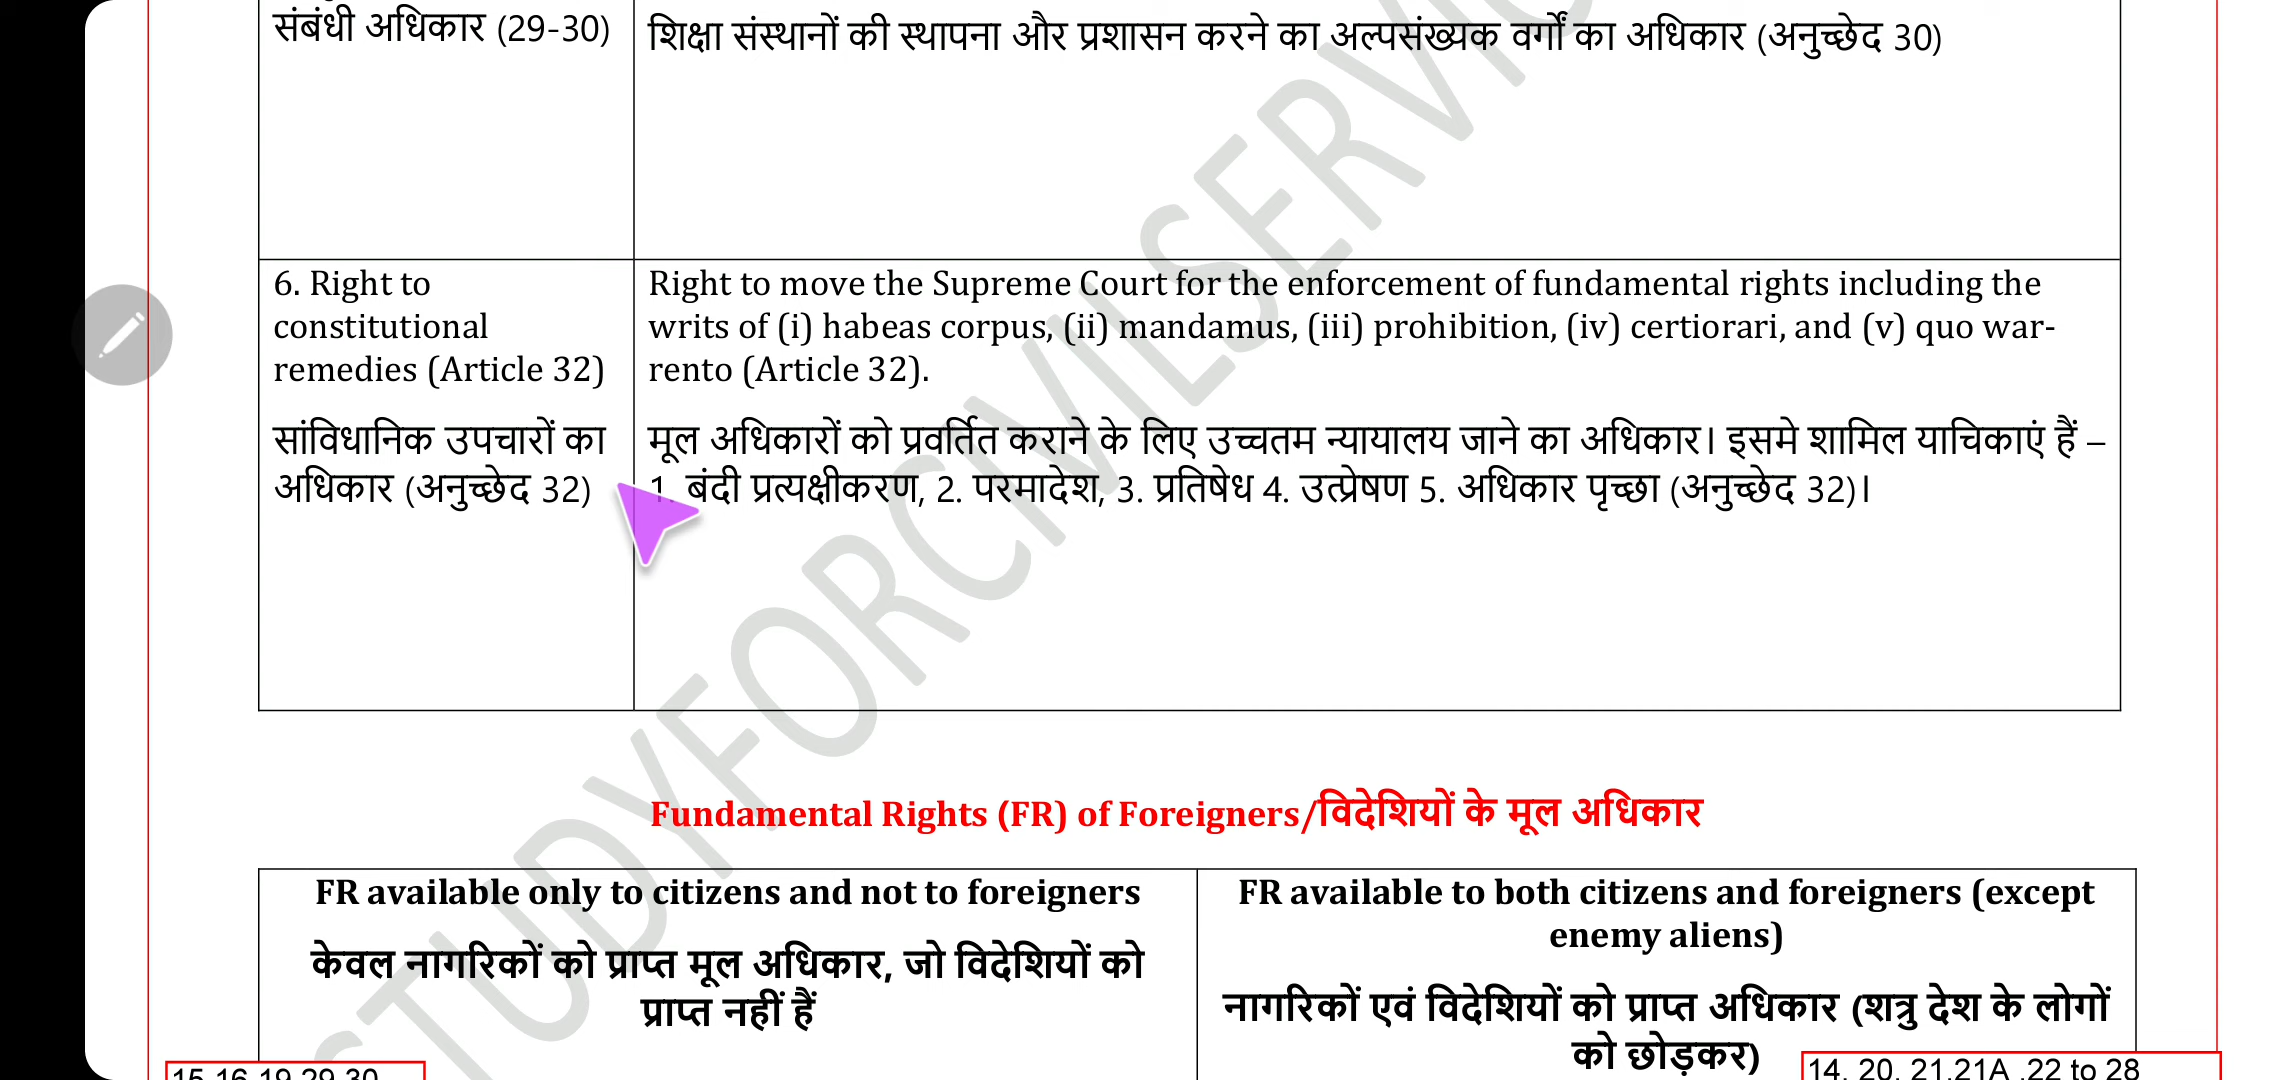 संबंधी अधिकार (29-30)
शिक्षा संस्थानों की स्थापना और प्रशासन करने का अल्पसंख्यक वर्गों का अधिकार (अनुच्छेद 30)
6. Right to
constitutional
remedies (Article 32)
सांविधानिक उपचारों का
अधिकार (अनुच्छेद 32)
Right to move the Supreme Court for the enforcement of fundamental rights including the
writs of (i) habeas corpus, (ii) mandamus, (iii) prohibition, (iv) certiorari, and (v) quo war-
rento (Article 32).
मूल अधिकारों को प्रवर्तित कराने के लिए उच्चतम न्यायालय जाने का अधिकार। इसमे शामिल याचिकाएं हैं –
1. बंदी प्रत्यक्षीकरण, 2. परमादेश, 3. प्रतिषेध 4. उत्प्रेषण 5. अधिकार पृच्छा (अनुच्छेद 32)।
Fundamental Rights (FR) of Foreigners/विदेशियों के मूल अधिकार
FR available only to citizens and not to foreigners
केवल नागरिकों को प्राप्त मूल अधिकार, जो विदेशियों को
प्राप्त नहीं हैं
FR available to both citizens and foreigners (except
enemy aliens)
नागरिकों एवं विदेशियों को प्राप्त अधिकार (शत्रु देश के लोगों
को छोड़कर)
15,16,19,29,30
14, 20, 21,21A ,22 to 28
STUDYFORCIVILSERVIC